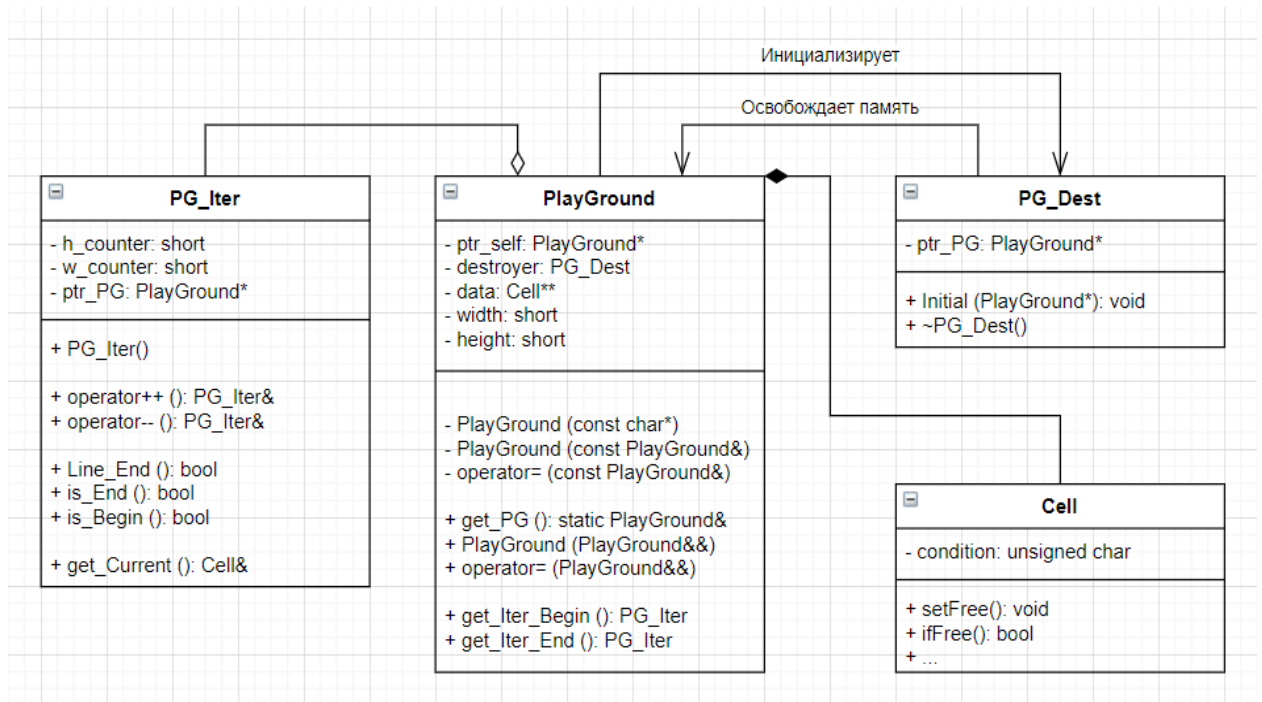 Инициализирует
Освобождает память
PG_Iter
- h_counter: short
- w_counter: short
- ptr_PG: PlayGround*
+ PG_Iter()
+ operator++ (): PG_Iter&
+ operator-- (): PG_Iter&
+ Line_End (): bool
+ is_End (): bool
+ is_Begin (): bool
+ get_Current (): Cell&
PlayGround
- ptr_self: PlayGround*
- destroyer: PG_Dest
- data: Cell**
- width: short
- height: short
- PlayGround (const char*)
- PlayGround (const PlayGround&)
- operator= (const PlayGround&)
+ get_PG (): static PlayGround&
+ PlayGround (PlayGround&&)
+ operator= (PlayGround&&)
+ get_Iter_Begin (): PG_Iter
+ get_Iter_End (): PG_Iter
PG_Dest
- ptr_PG: PlayGround*
+ Initial (PlayGround*): void
+ ~PG_Dest()
Cell
- condition: unsigned char
+ setFree(): void
+ ifFree(): bool
+ ...